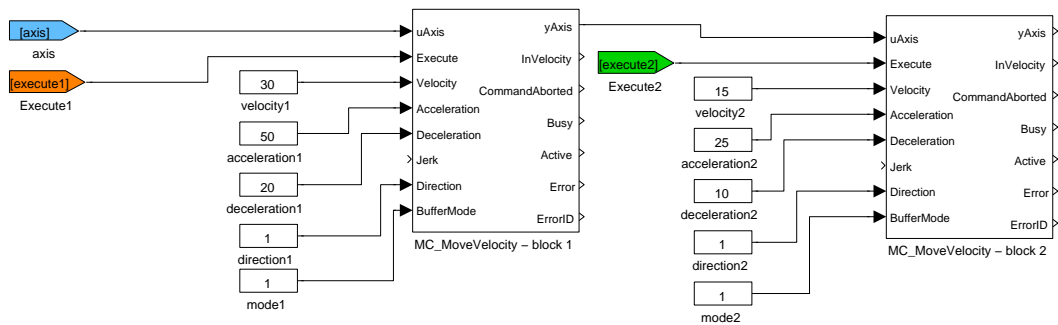 [axis]
axis
[execute1]
Execute1
30
velocity1
50
acceleration1
20
deceleration1
1
direction1
1
mode1
uAxis
Execute
Velocity
Acceleration
Deceleration
Jerk
Direction
BufferMode
yAxis
InVelocity
CommandAborted
Busy
Active
Error
ErrorID
MC_MoveVelocity – block 1
[execute2]
Execute2
15
velocity2
25
acceleration2
10
deceleration2
1
direction2
1
mode2
uAxis
Execute
Velocity
Acceleration
Deceleration
Jerk
Direction
BufferMode
yAxis
InVelocity
CommandAborted
Busy
Active
Error
ErrorID
MC_MoveVelocity – block 2